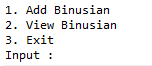 1. Add Binusian
2. View Binusian
3. Exit
Input :